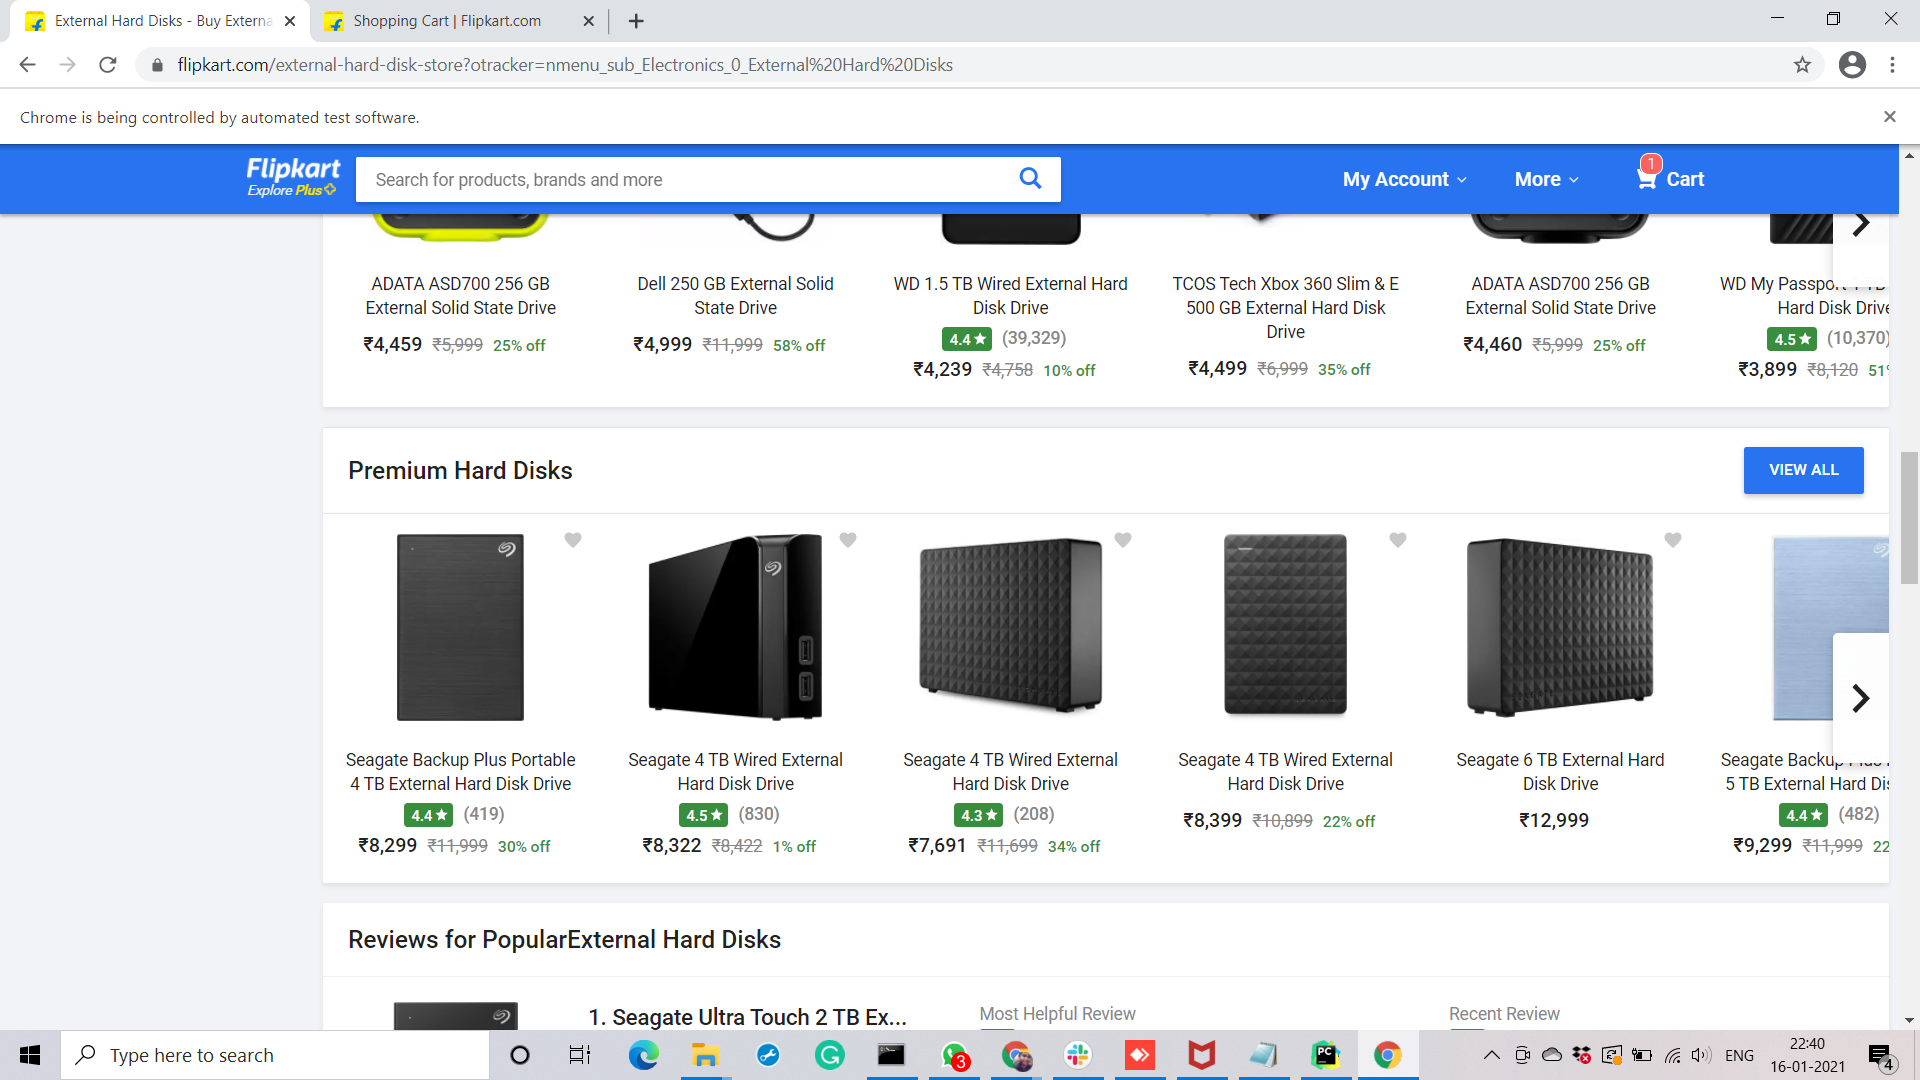 External Hard Disks - Buy Externa
Shopping Cart | Flipkart.com
flipkart.com/external-hard-disk-store?otracker=nmenu_sub_Electronics_0_External%20Hard%20Disks
Chrome is being controlled by automated test software.
Flipkart
Explore Plus
Search for products, brands and more
My Account
More
1
Cart
ADATA ASD700 256 GB
External Solid State Drive
₹4,459 ₹5,999 25% off
Dell 250 GB External Solid
State Drive
₹4,999 ₹11,999 58% off
WD 1.5 TB Wired External Hard
Disk Drive
4.4★ (39,329)
₹4,239 ₹4,758 10% off
TCOS Tech Xbox 360 Slim & E
500 GB External Hard Disk
Drive
₹4,499 ₹6,999 35% off
ADATA ASD700 256 GB
External Solid State Drive
₹4,460 ₹5,999 25% off
WD My Passport 1 TB
Hard Disk Drive
4.5★ (10,370)
₹3,899 ₹8,120 51%
Premium Hard Disks
VIEW ALL
Seagate Backup Plus Portable
4 TB External Hard Disk Drive
4.4★ (419)
₹8,299 ₹11,999 30% off
Seagate 4 TB Wired External
Hard Disk Drive
4.5★ (830)
₹8,322 ₹8,422 1% off
Seagate 4 TB Wired External
Hard Disk Drive
4.3★ (208)
₹7,691 ₹11,699 34% off
Seagate 4 TB Wired External
Hard Disk Drive
₹8,399 ₹10,899 22% off
Seagate 6 TB External Hard
Disk Drive
₹12,999
Seagate Backup Plus
5 TB External Hard Dis
4.4★ (482)
₹9,299 ₹11,999 22
Reviews for PopularExternal Hard Disks
1. Seagate Ultra Touch 2 TB Ex...
Most Helpful Review
Recent Review
Type here to search
3
PC
ENG
22:40
16-01-2021
4